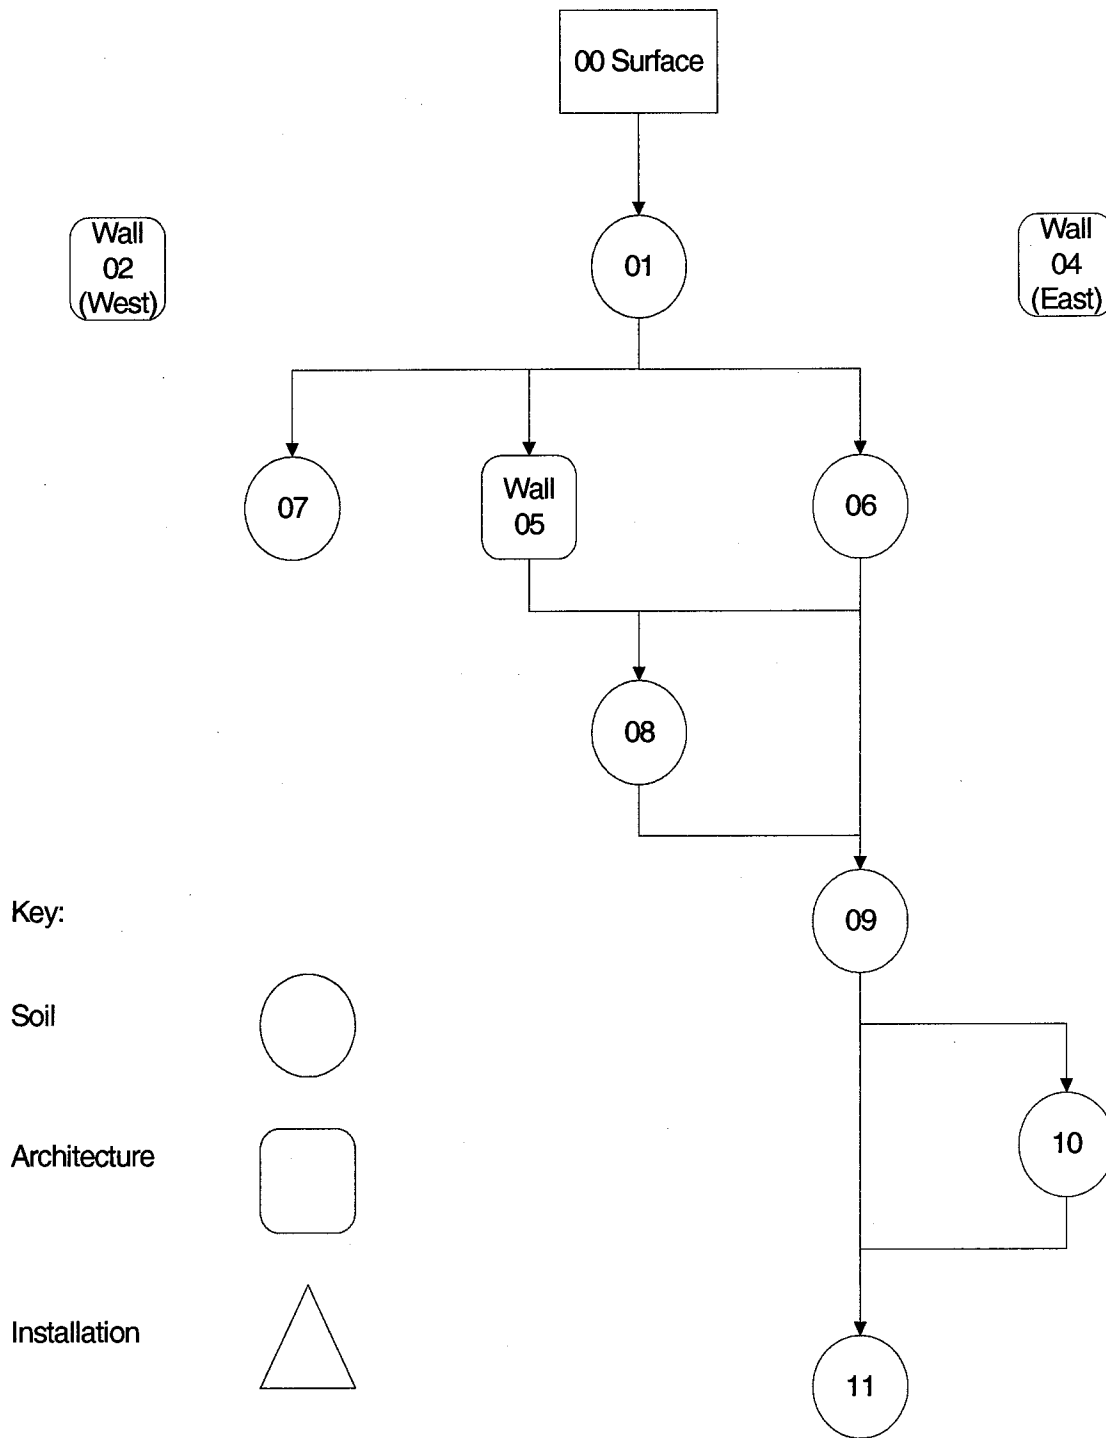 00 Surface
Wall
02
(West)
01
Wall
04
(East)
07
Wall
05
06
08
09
Key:
Soil
10
Architecture
Installation
11